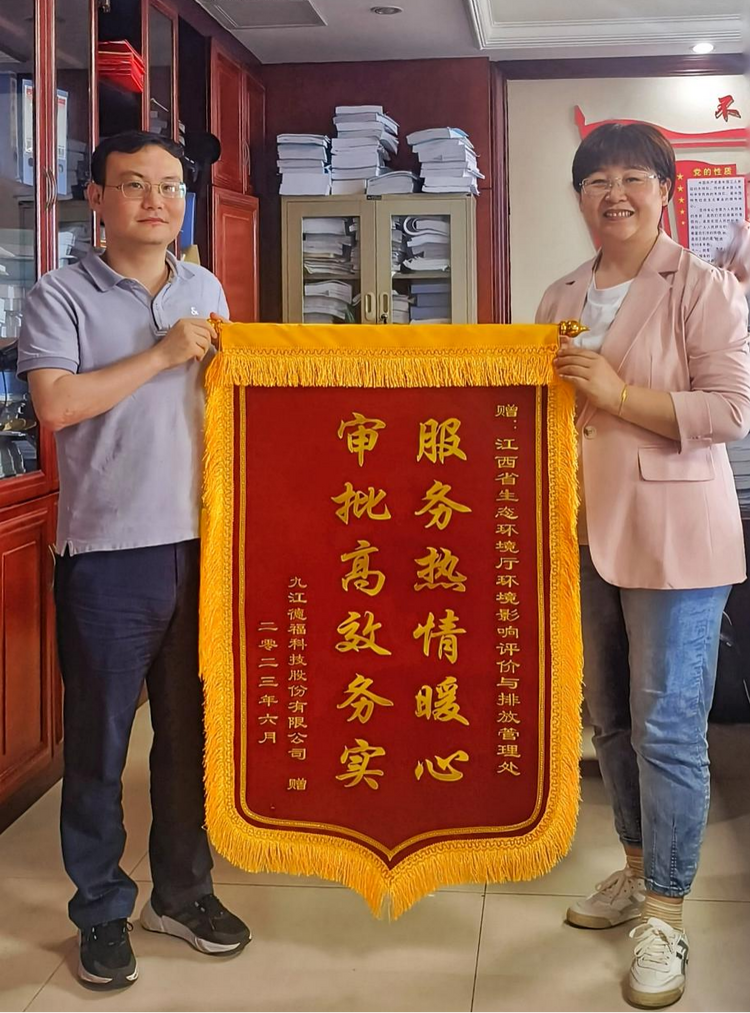 赠：江西省生态环境厅环境影响评价与排放管理处
服务热情暖心
审批高效务实
九江德福科技股份有限公司 赠
二零二三年六月
党的性质
不